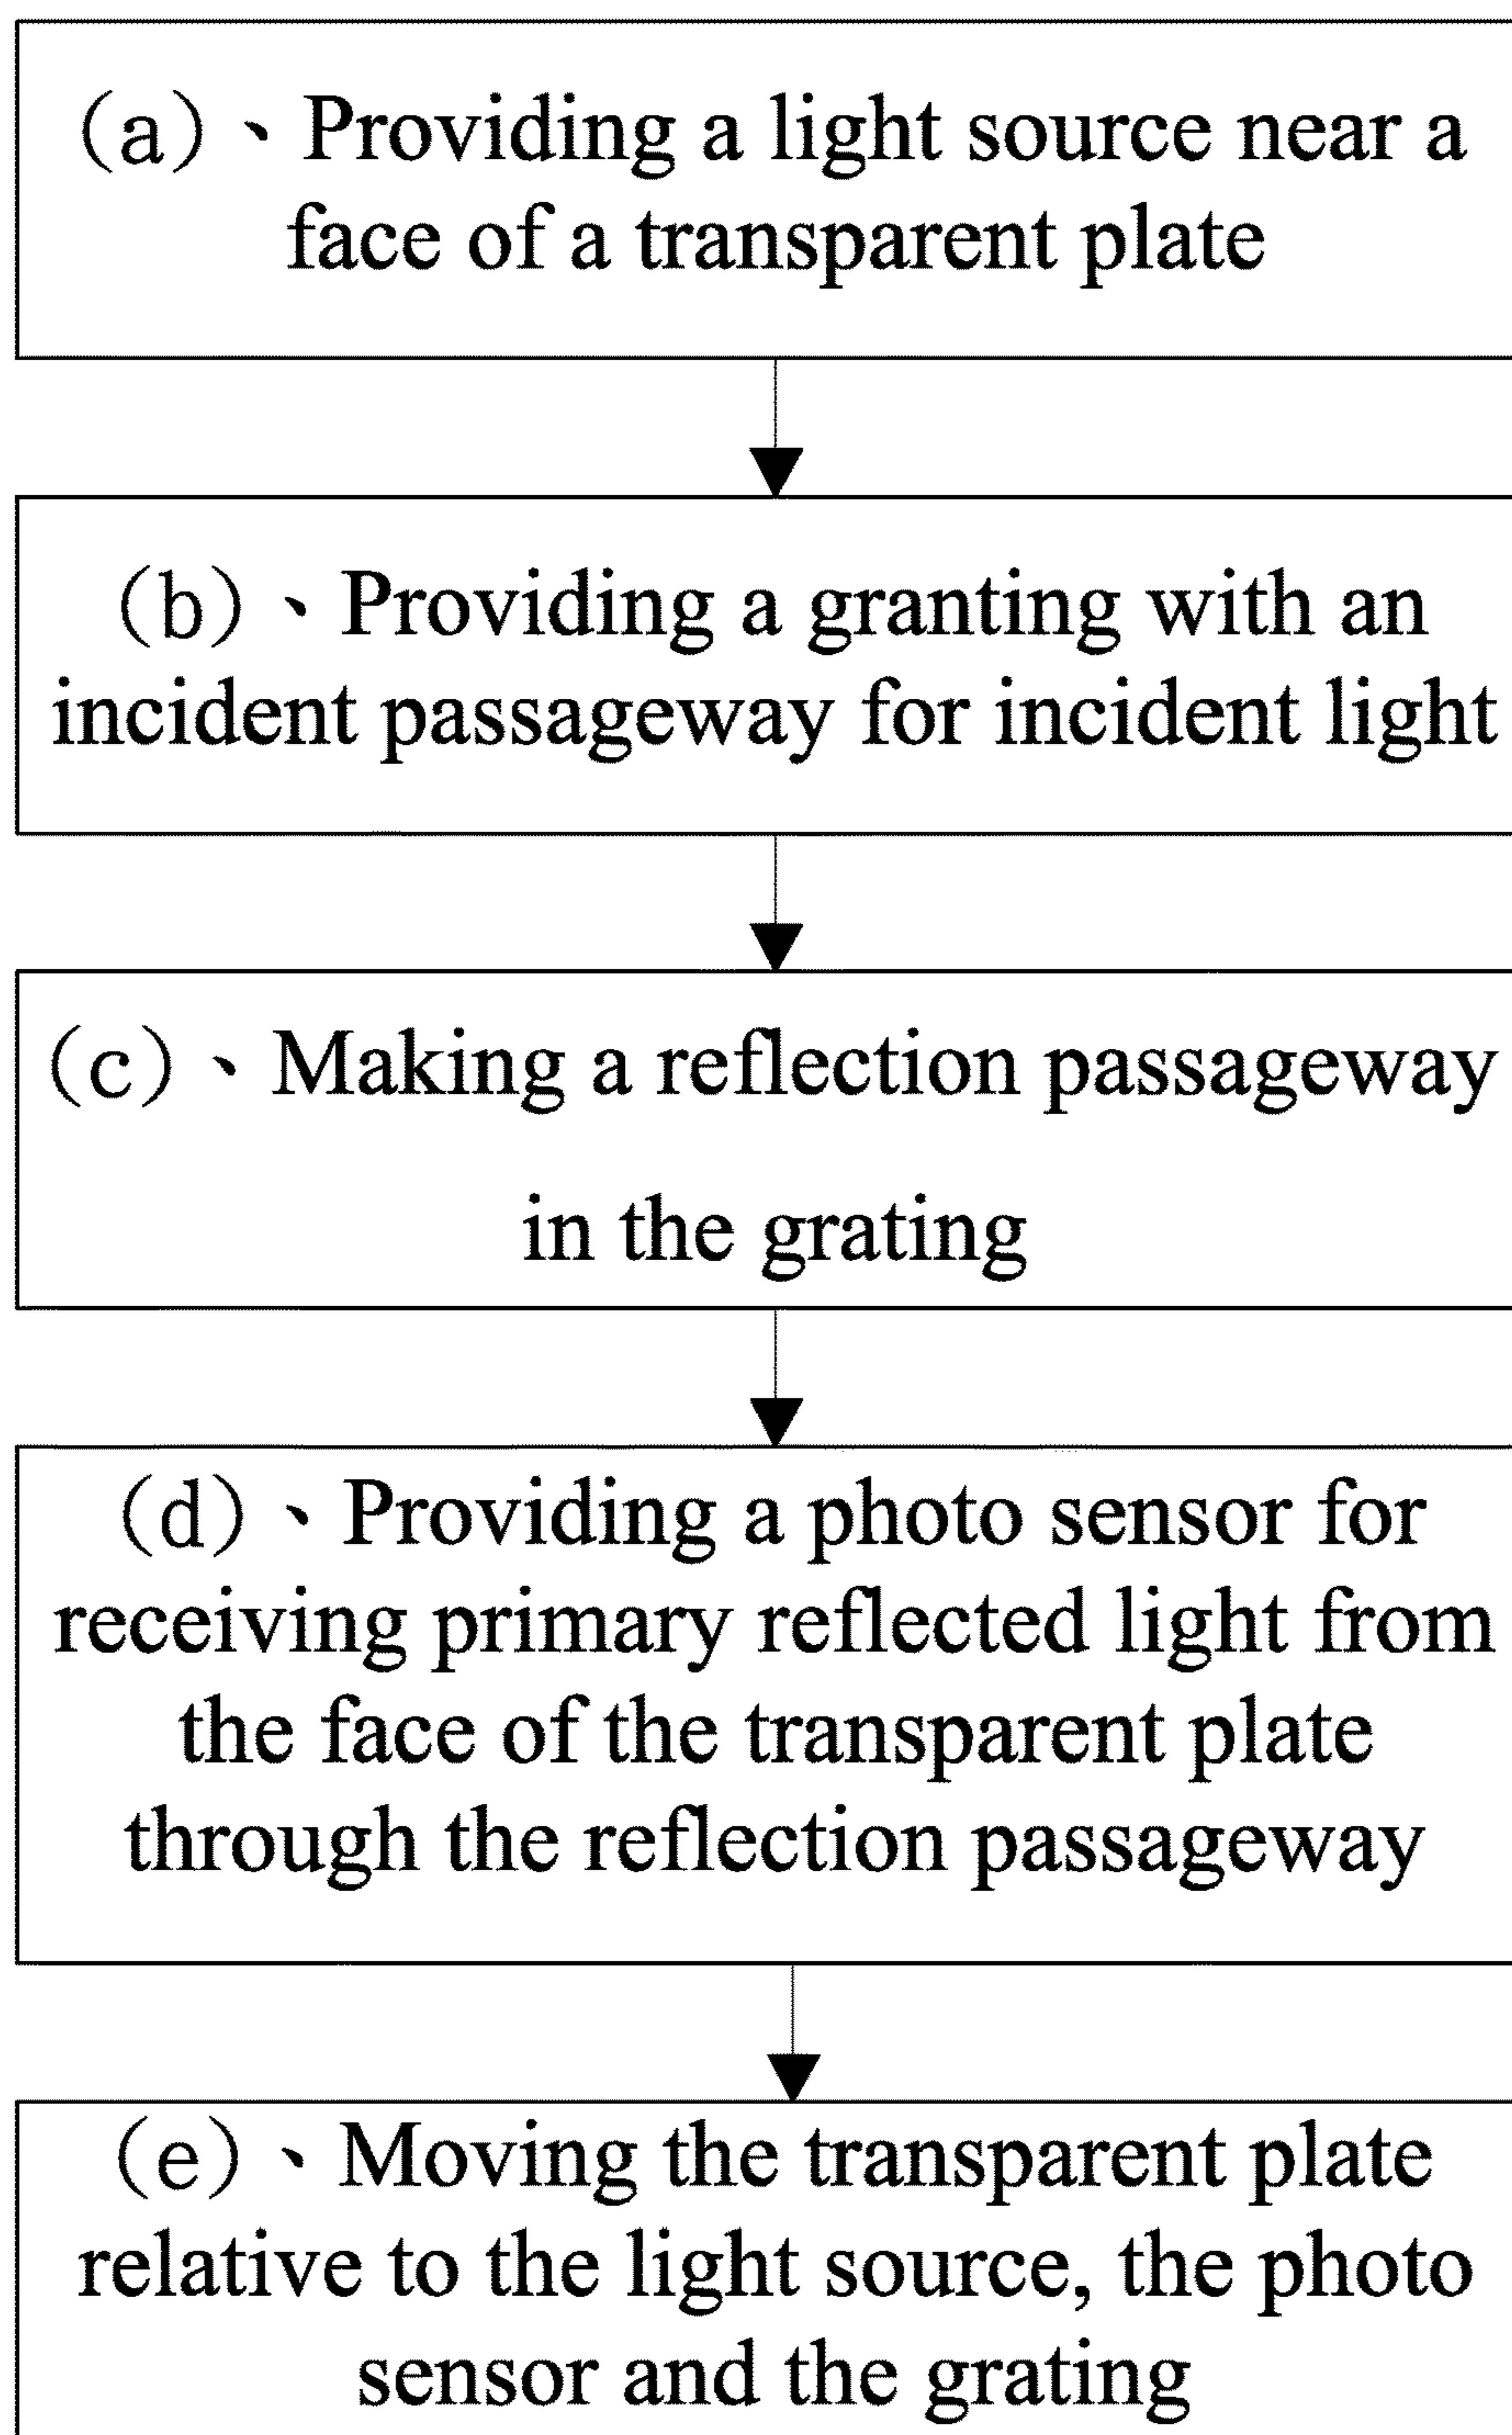 (a)、Providing a light source near a
face of a transparent plate
(b)、Providing a granting with an
incident passageway for incident light
(c)、Making a reflection passageway
in the grating
(d)、Providing a photo sensor for
receiving primary reflected light from
the face of the transparent plate
through the reflection passageway
(e)、Moving the transparent plate
relative to the light source, the photo
sensor and the grating